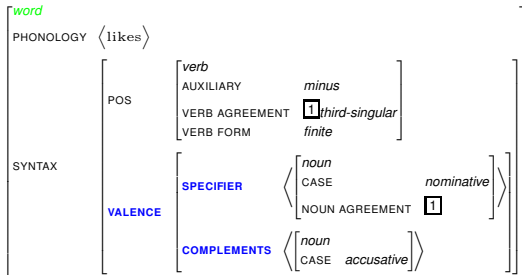 word
PHONOLOGY ⟨likes⟩
SYNTAX
POS
verb
AUXILIARY minus
VERB AGREEMENT 1 third-singular
VERB FORM finite
VALENCE
SPECIFIER
noun
CASE nominative
NOUN AGREEMENT 1
COMPLEMENTS
noun
CASE accusative